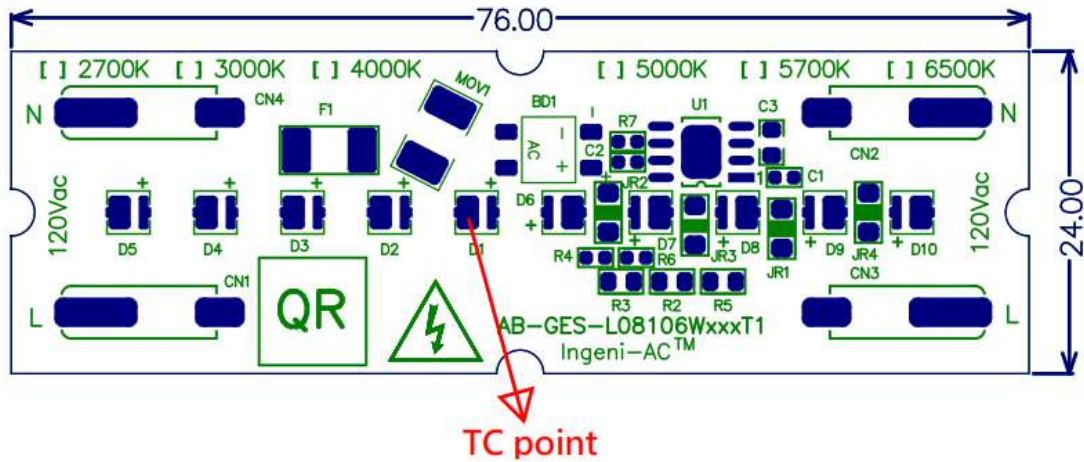 76.00
[ ] 2700K [ ] 3000K [ ] 4000K [ ] 5000K [ ] 5700K [ ] 6500K
24.00
N CN4 F1 MOV1 BD1 − U1 C3 N
R7
AC − + C2 CN2
1 C1
120Vac + + + + + D6 + JR2 120Vac
D5 D4 D3 D2 D1 + + D7 + D8 + D9 + D10
R4 R6 JR3 JR1 JR4
CN1 CN3
R3 R2 R5
L QR L
AB-GES-L08106WxxxT1
Ingeni-AC™
TC point